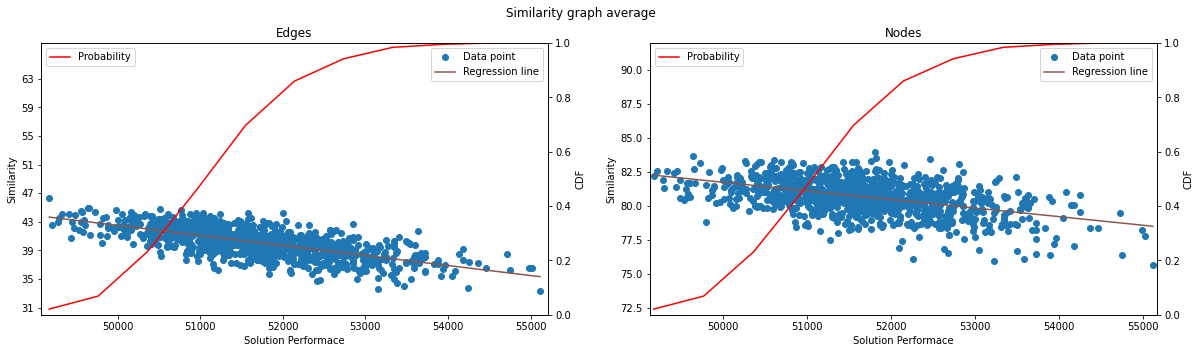 Similarity graph average
Edges
Probability
Data point
Regression line
63
59
55
51
47
43
39
35
31
Similarity
1.0
0.8
0.6
0.4
0.2
0.0
CDF
50000 51000 52000 53000 54000 55000
Solution Performace
Nodes
Probability
Data point
Regression line
90.0
87.5
85.0
82.5
80.0
77.5
75.0
72.5
Similarity
1.0
0.8
0.6
0.4
0.2
0.0
CDF
50000 51000 52000 53000 54000 55000
Solution Performace